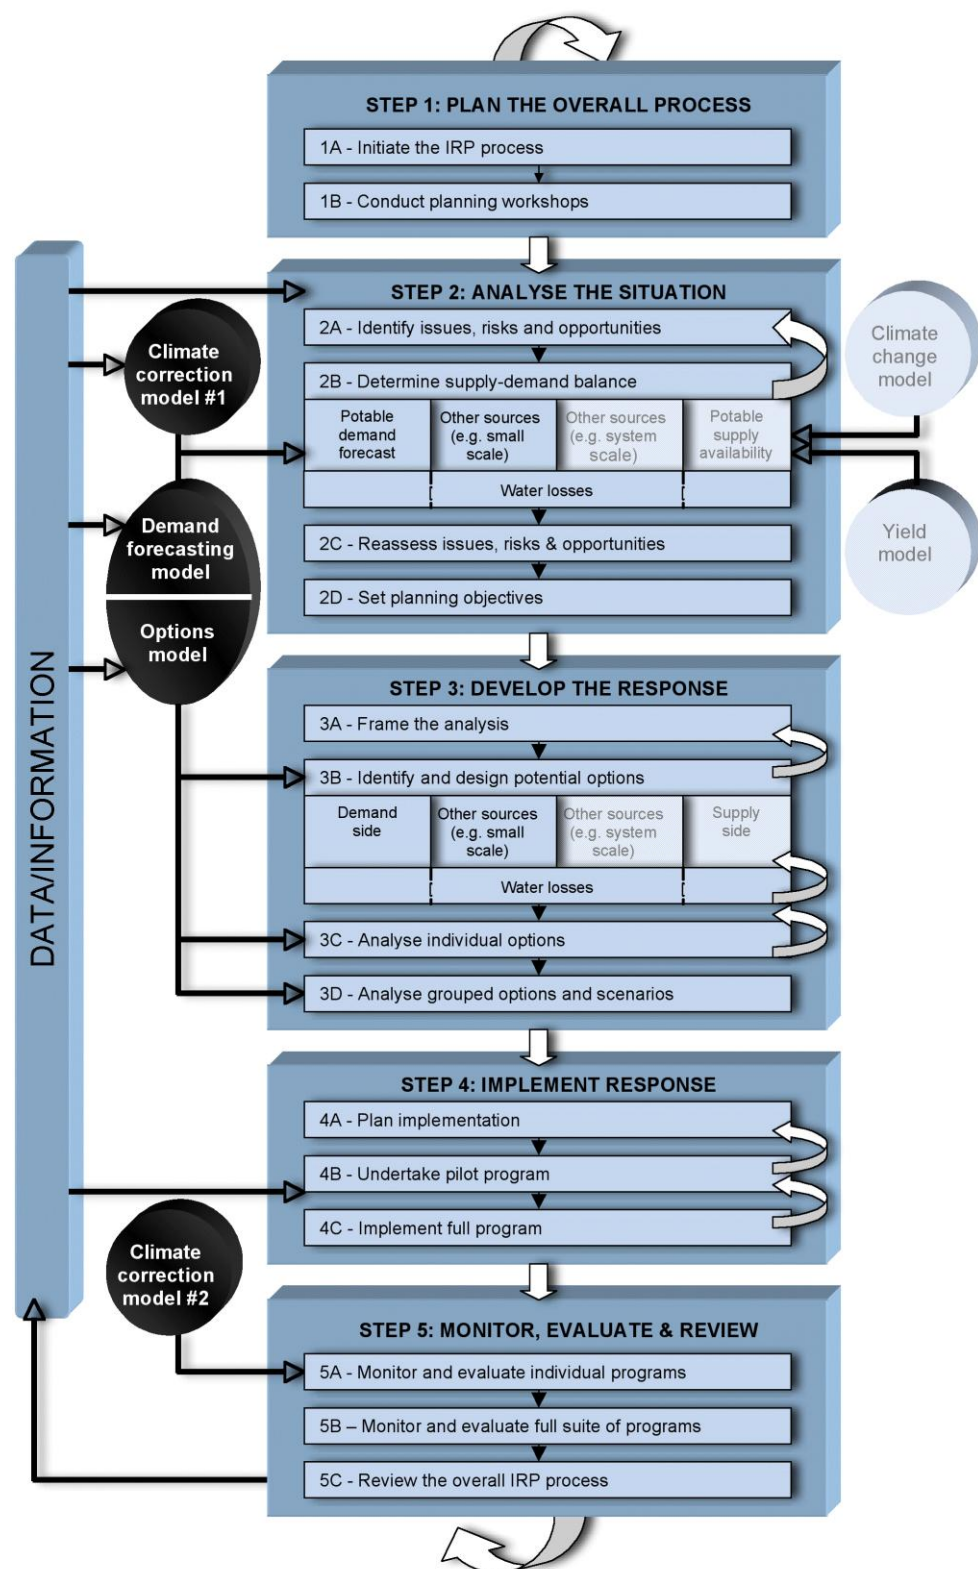 STEP 1: PLAN THE OVERALL PROCESS
1A - Initiate the IRP process
1B - Conduct planning workshops
DATA/INFORMATION
STEP 2: ANALYSE THE SITUATION
2A - Identify issues, risks and opportunities
2B - Determine supply-demand balance
Potable
demand
forecast
Other sources
(e.g. small
scale)
Other sources
(e.g. system
scale)
Potable
supply
availability
Water losses
2C - Reassess issues, risks & opportunities
2D - Set planning objectives
Climate
correction
model #1
Demand
forecasting
model
Options
model
Climate
change
model
Yield
model
STEP 3: DEVELOP THE RESPONSE
3A - Frame the analysis
3B - Identify and design potential options
Demand
side
Other sources
(e.g. small
scale)
Other sources
(e.g. system
scale)
Supply
side
Water losses
3C - Analyse individual options
3D - Analyse grouped options and scenarios
STEP 4: IMPLEMENT RESPONSE
4A - Plan implementation
4B - Undertake pilot program
4C - Implement full program
Climate
correction
model #2
STEP 5: MONITOR, EVALUATE & REVIEW
5A - Monitor and evaluate individual programs
5B – Monitor and evaluate full suite of programs
5C - Review the overall IRP process